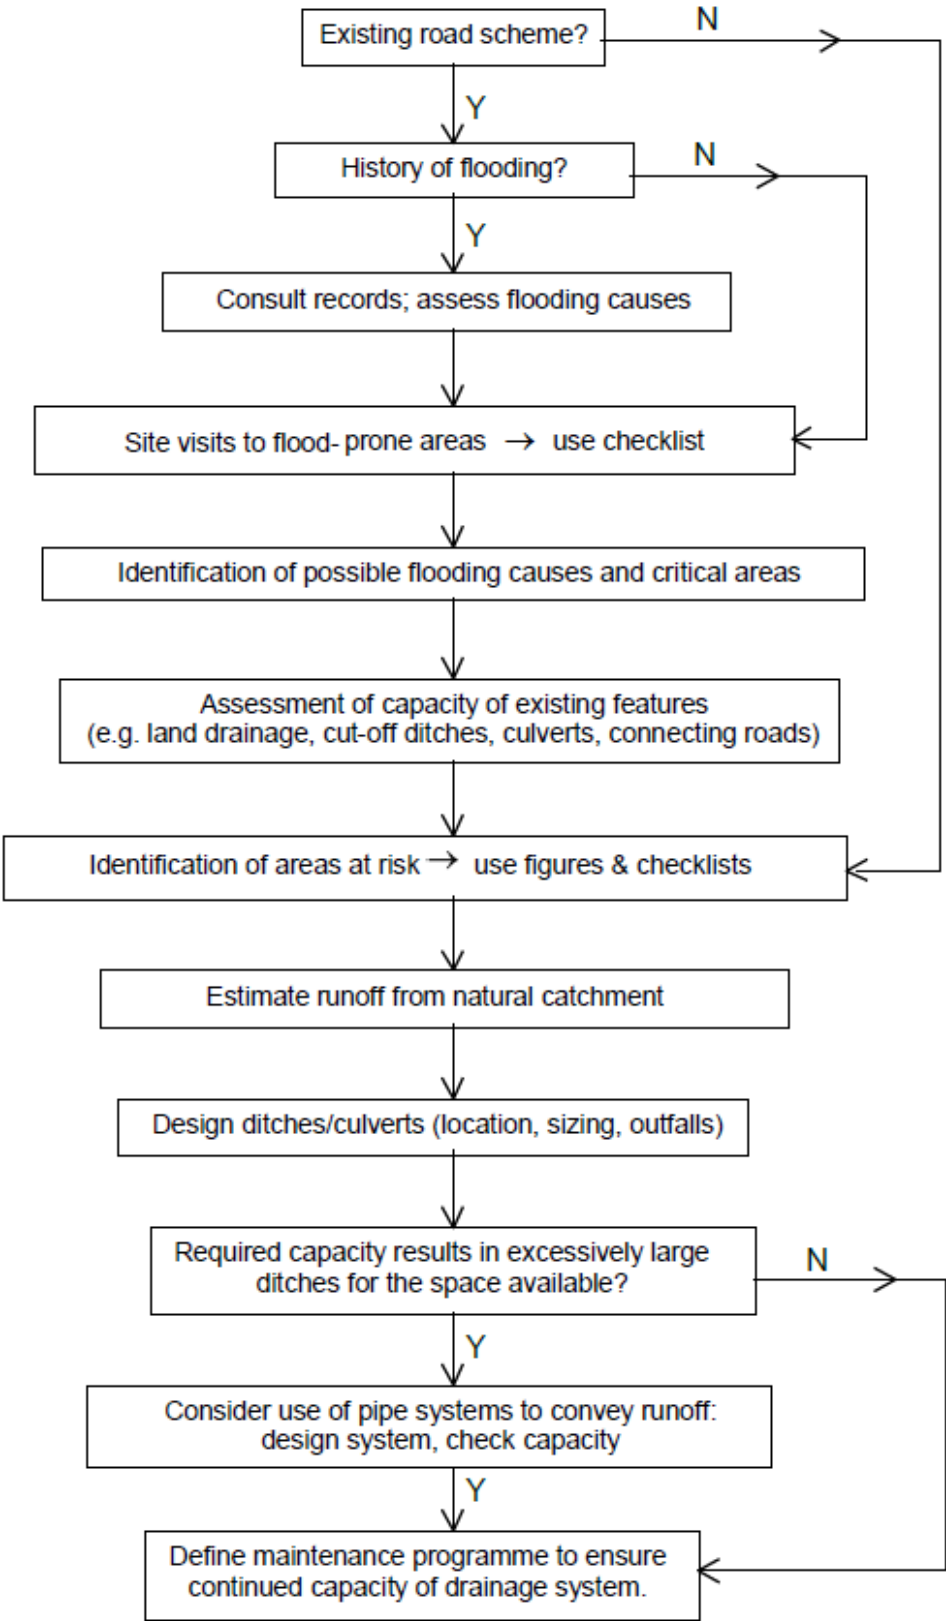 Existing road scheme?
N
Y
History of flooding?
N
Y
Consult records; assess flooding causes
Site visits to flood- prone areas → use checklist
Identification of possible flooding causes and critical areas
Assessment of capacity of existing features
(e.g. land drainage, cut-off ditches, culverts, connecting roads)
Identification of areas at risk → use figures & checklists
Estimate runoff from natural catchment
Design ditches/culverts (location, sizing, outfalls)
Required capacity results in excessively large
ditches for the space available?
N
Y
Consider use of pipe systems to convey runoff:
design system, check capacity
Y
Define maintenance programme to ensure
continued capacity of drainage system.